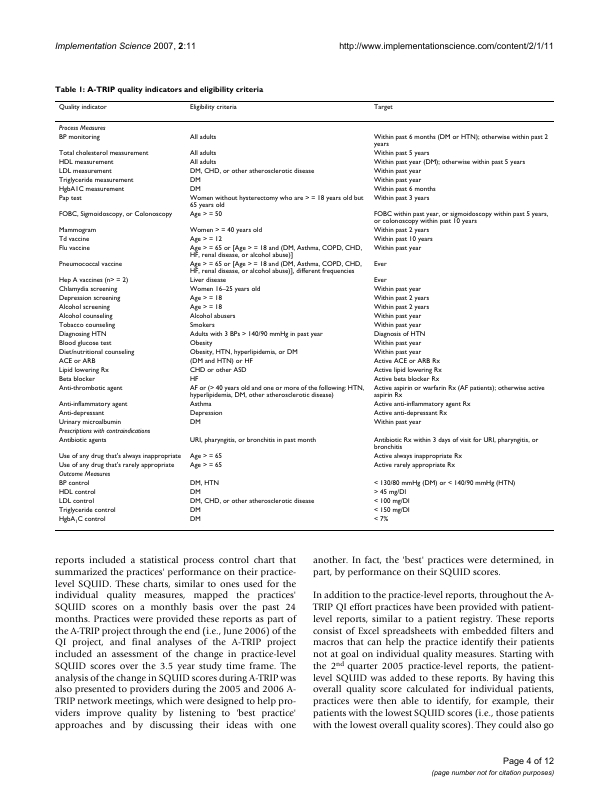 Implementation Science 2007, 2:11
http://www.implementationscience.com/content/2/1/11
Table 1: A-TRIP quality indicators and eligibility criteria
Quality indicator Eligibility criteria Target
Process Measures
BP monitoring All adults Within past 6 months (DM or HTN); otherwise within past 2
years
Total cholesterol measurement All adults Within past 5 years
HDL measurement All adults Within past year (DM); otherwise within past 5 years
LDL measurement DM, CHD, or other atherosclerotic disease Within past year
Triglyceride measurement DM Within past year
HgbA1C measurement DM Within past 6 months
Pap test Women without hysterectomy who are > = 18 years old but Within past 3 years
65 years old
FOBC, Sigmoidoscopy, or Colonoscopy Age > = 50 FOBC within past year, or sigmoidoscopy within past 5 years,
or colonoscopy within past 10 years
Mammogram Women > = 40 years old Within past 2 years
Td vaccine Age > = 12 Within past 10 years
Flu vaccine Age > = 65 or [Age > = 18 and (DM, Asthma, COPD, CHD, Within past year
HF, renal disease, or alcohol abuse)]
Pneumococcal vaccine Age > = 65 or [Age > = 18 and (DM, Asthma, COPD, CHD, Ever
HF, renal disease, or alcohol abuse)], different frequencies
Hep A vaccines (n> = 2) Liver disease Ever
Chlamydia screening Women 16–25 years old Within past year
Depression screening Age > = 18 Within past 2 years
Alcohol screening Age > = 18 Within past 2 years
Alcohol counseling Alcohol abusers Within past year
Tobacco counseling Smokers Within past year
Diagnosing HTN Adults with 3 BPs > 140/90 mmHg in past year Diagnosis of HTN
Blood glucose test Obesity Within past year
Diet/nutritional counseling Obesity, HTN, hyperlipidemia, or DM Within past year
ACE or ARB (DM and HTN) or HF Active ACE or ARB Rx
Lipid lowering Rx CHD or other ASD Active lipid lowering Rx
Beta blocker HF Active beta blocker Rx
Anti-thrombotic agent AF or (> 40 years old and one or more of the following: HTN, Active aspirin or warfarin Rx (AF patients); otherwise active
hyperlipidemia, DM, other atherosclerotic disease) aspirin Rx
Anti-inflammatory agent Asthma Active anti-inflammatory agent Rx
Anti-depressant Depression Active anti-depressant Rx
Urinary microalbumin DM Within past year
Prescriptions with contraindications
Antibiotic agents URI, pharyngitis, or bronchitis in past month Antibiotic Rx within 3 days of visit for URI, pharyngitis, or
bronchitis
Use of any drug that's always inappropriate Age > = 65 Active always inappropriate Rx
Use of any drug that's rarely appropriate Age > = 65 Active rarely appropriate Rx
Outcome Measures
BP control DM, HTN < 130/80 mmHg (DM) or < 140/90 mmHg (HTN)
HDL control DM > 45 mg/Dl
LDL control DM, CHD, or other atherosclerotic disease < 100 mg/Dl
Triglyceride control DM < 150 mg/Dl
HgbA1C control DM < 7%
reports included a statistical process control chart that
summarized the practices' performance on their practice-
level SQUID. These charts, similar to ones used for the
individual quality measures, mapped the practices'
SQUID scores on a monthly basis over the past 24
months. Practices were provided these reports as part of
the A-TRIP project through the end (i.e., June 2006) of the
QI project, and final analyses of the A-TRIP project
included an assessment of the change in practice-level
SQUID scores over the 3.5 year study time frame. The
analysis of the change in SQUID scores during A-TRIP was
also presented to providers during the 2005 and 2006 A-
TRIP network meetings, which were designed to help pro-
viders improve quality by listening to 'best practice'
approaches and by discussing their ideas with one
another. In fact, the 'best' practices were determined, in
part, by performance on their SQUID scores.
In addition to the practice-level reports, throughout the A-
TRIP QI effort practices have been provided with patient-
level reports, similar to a patient registry. These reports
consist of Excel spreadsheets with embedded filters and
macros that can help the practice identify their patients
not at goal on individual quality measures. Starting with
the 2nd quarter 2005 practice-level reports, the patient-
level SQUID was added to these reports. By having this
overall quality score calculated for individual patients,
practices were then able to identify, for example, their
patients with the lowest SQUID scores (i.e., those patients
with the lowest overall quality scores). They could also go
Page 4 of 12
(page number not for citation purposes)